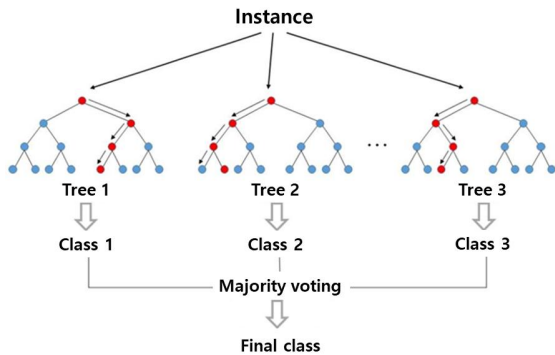 Instance
...
Tree 1
Tree 2
Tree 3
Class 1
Class 2
Class 3
Majority voting
Final class